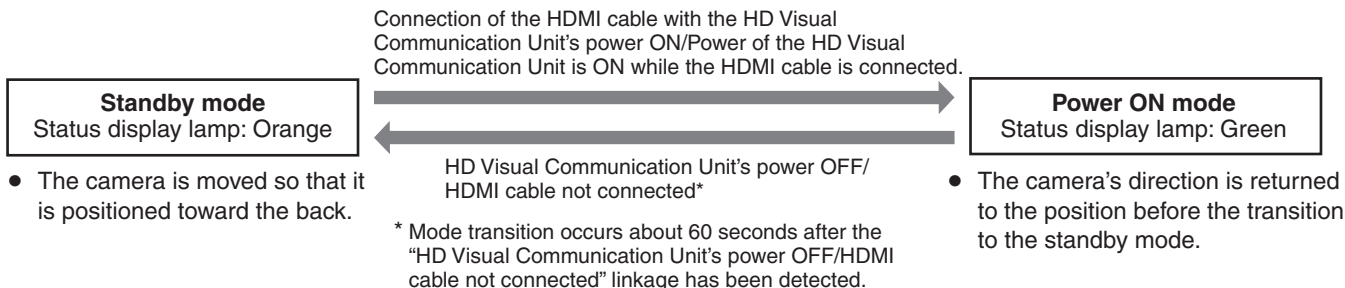 Connection of the HDMI cable with the HD Visual
Communication Unit's power ON/Power of the HD Visual
Communication Unit is ON while the HDMI cable is connected.
Standby mode
Status display lamp: Orange
Power ON mode
Status display lamp: Green
HD Visual Communication Unit's power OFF/
HDMI cable not connected*
● The camera is moved so that it
is positioned toward the back.
* Mode transition occurs about 60 seconds after the
“HD Visual Communication Unit's power OFF/HDMI
cable not connected” linkage has been detected.
● The camera's direction is returned
to the position before the transition
to the standby mode.